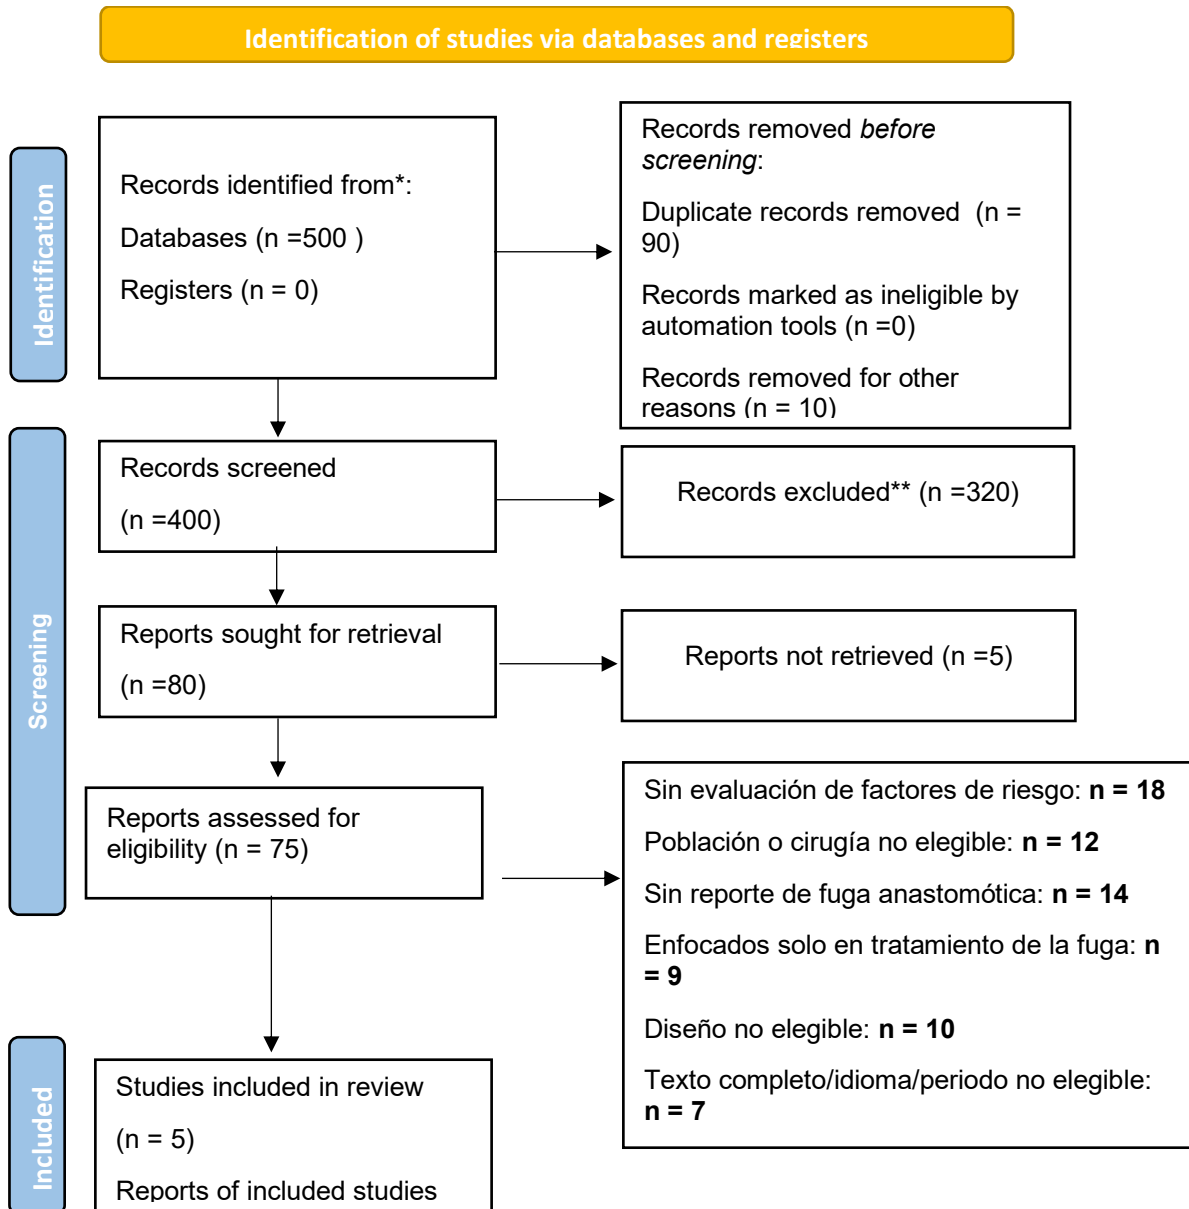 Identification of studies via databases and registers
Identification
Records identified from*:
Databases (n =500 )
Registers (n = 0)
Records removed before
screening:
Duplicate records removed  (n =
90)
Records marked as ineligible by
automation tools (n =0)
Records removed for other
reasons (n = 10)
Screening
Records screened
(n =400)
Records excluded** (n =320)
Reports sought for retrieval
(n =80)
Reports not retrieved (n =5)
Reports assessed for
eligibility (n = 75)
Sin evaluación de factores de riesgo: n = 18
Población o cirugía no elegible: n = 12
Sin reporte de fuga anastomótica: n = 14
Enfocados solo en tratamiento de la fuga: n
= 9
Diseño no elegible: n = 10
Texto completo/idioma/periodo no elegible:
n = 7
Included
Studies included in review
(n = 5)
Reports of included studies